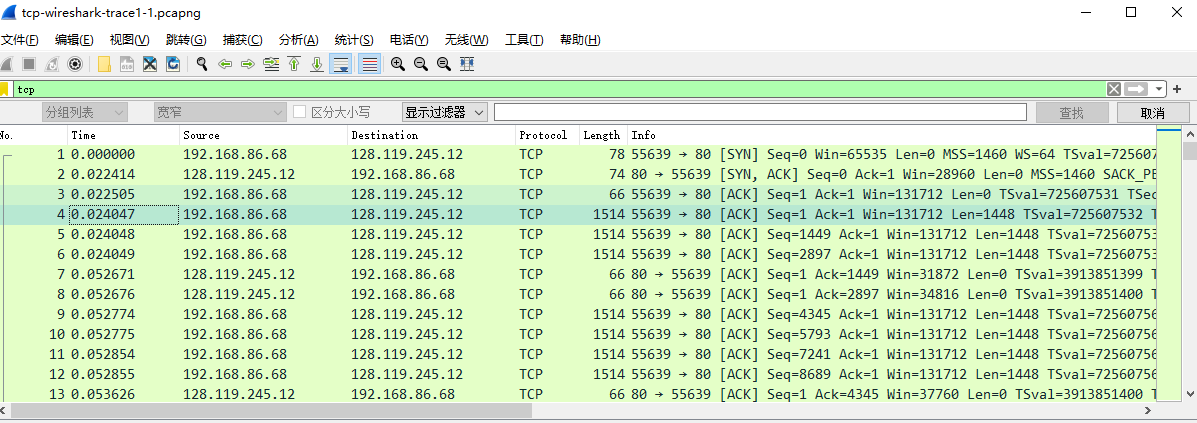 tcp-wireshark-trace1-1.pcapng
文件(F) 编辑(E) 视图(V) 跳转(G) 捕获(C) 分析(A) 统计(S) 电话(Y) 无线(W) 工具(T) 帮助(H)
tcp
分组列表 宽窄 区分大小写 显示过滤器 查找 取消
No. Time Source Destination Protocol Length Info
1 0.000000 192.168.86.68 128.119.245.12 TCP 78 55639 → 80 [SYN] Seq=0 Win=65535 Len=0 MSS=1460 WS=64 TSval=725607
2 0.022414 128.119.245.12 192.168.86.68 TCP 74 80 → 55639 [SYN, ACK] Seq=0 Ack=1 Win=28960 Len=0 MSS=1460 SACK_PE
3 0.022505 192.168.86.68 128.119.245.12 TCP 66 55639 → 80 [ACK] Seq=1 Ack=1 Win=131712 Len=0 TSval=725607531 TSec
4 0.024047 192.168.86.68 128.119.245.12 TCP 1514 55639 → 80 [ACK] Seq=1 Ack=1 Win=131712 Len=1448 TSval=725607532 T
5 0.024048 192.168.86.68 128.119.245.12 TCP 1514 55639 → 80 [ACK] Seq=1449 Ack=1 Win=131712 Len=1448 TSval=72560753
6 0.024049 192.168.86.68 128.119.245.12 TCP 1514 55639 → 80 [ACK] Seq=2897 Ack=1 Win=131712 Len=1448 TSval=72560753
7 0.052671 128.119.245.12 192.168.86.68 TCP 66 80 → 55639 [ACK] Seq=1 Ack=1449 Win=31872 Len=0 TSval=3913851399 T
8 0.052676 128.119.245.12 192.168.86.68 TCP 66 80 → 55639 [ACK] Seq=1 Ack=2897 Win=34816 Len=0 TSval=3913851400 T
9 0.052774 192.168.86.68 128.119.245.12 TCP 1514 55639 → 80 [ACK] Seq=4345 Ack=1 Win=131712 Len=1448 TSval=72560756
10 0.052775 192.168.86.68 128.119.245.12 TCP 1514 55639 → 80 [ACK] Seq=5793 Ack=1 Win=131712 Len=1448 TSval=72560756
11 0.052854 192.168.86.68 128.119.245.12 TCP 1514 55639 → 80 [ACK] Seq=7241 Ack=1 Win=131712 Len=1448 TSval=72560756
12 0.052855 192.168.86.68 128.119.245.12 TCP 1514 55639 → 80 [ACK] Seq=8689 Ack=1 Win=131712 Len=1448 TSval=72560756
13 0.053626 128.119.245.12 192.168.86.68 TCP 66 80 → 55639 [ACK] Seq=1 Ack=4345 Win=37760 Len=0 TSval=3913851400 T